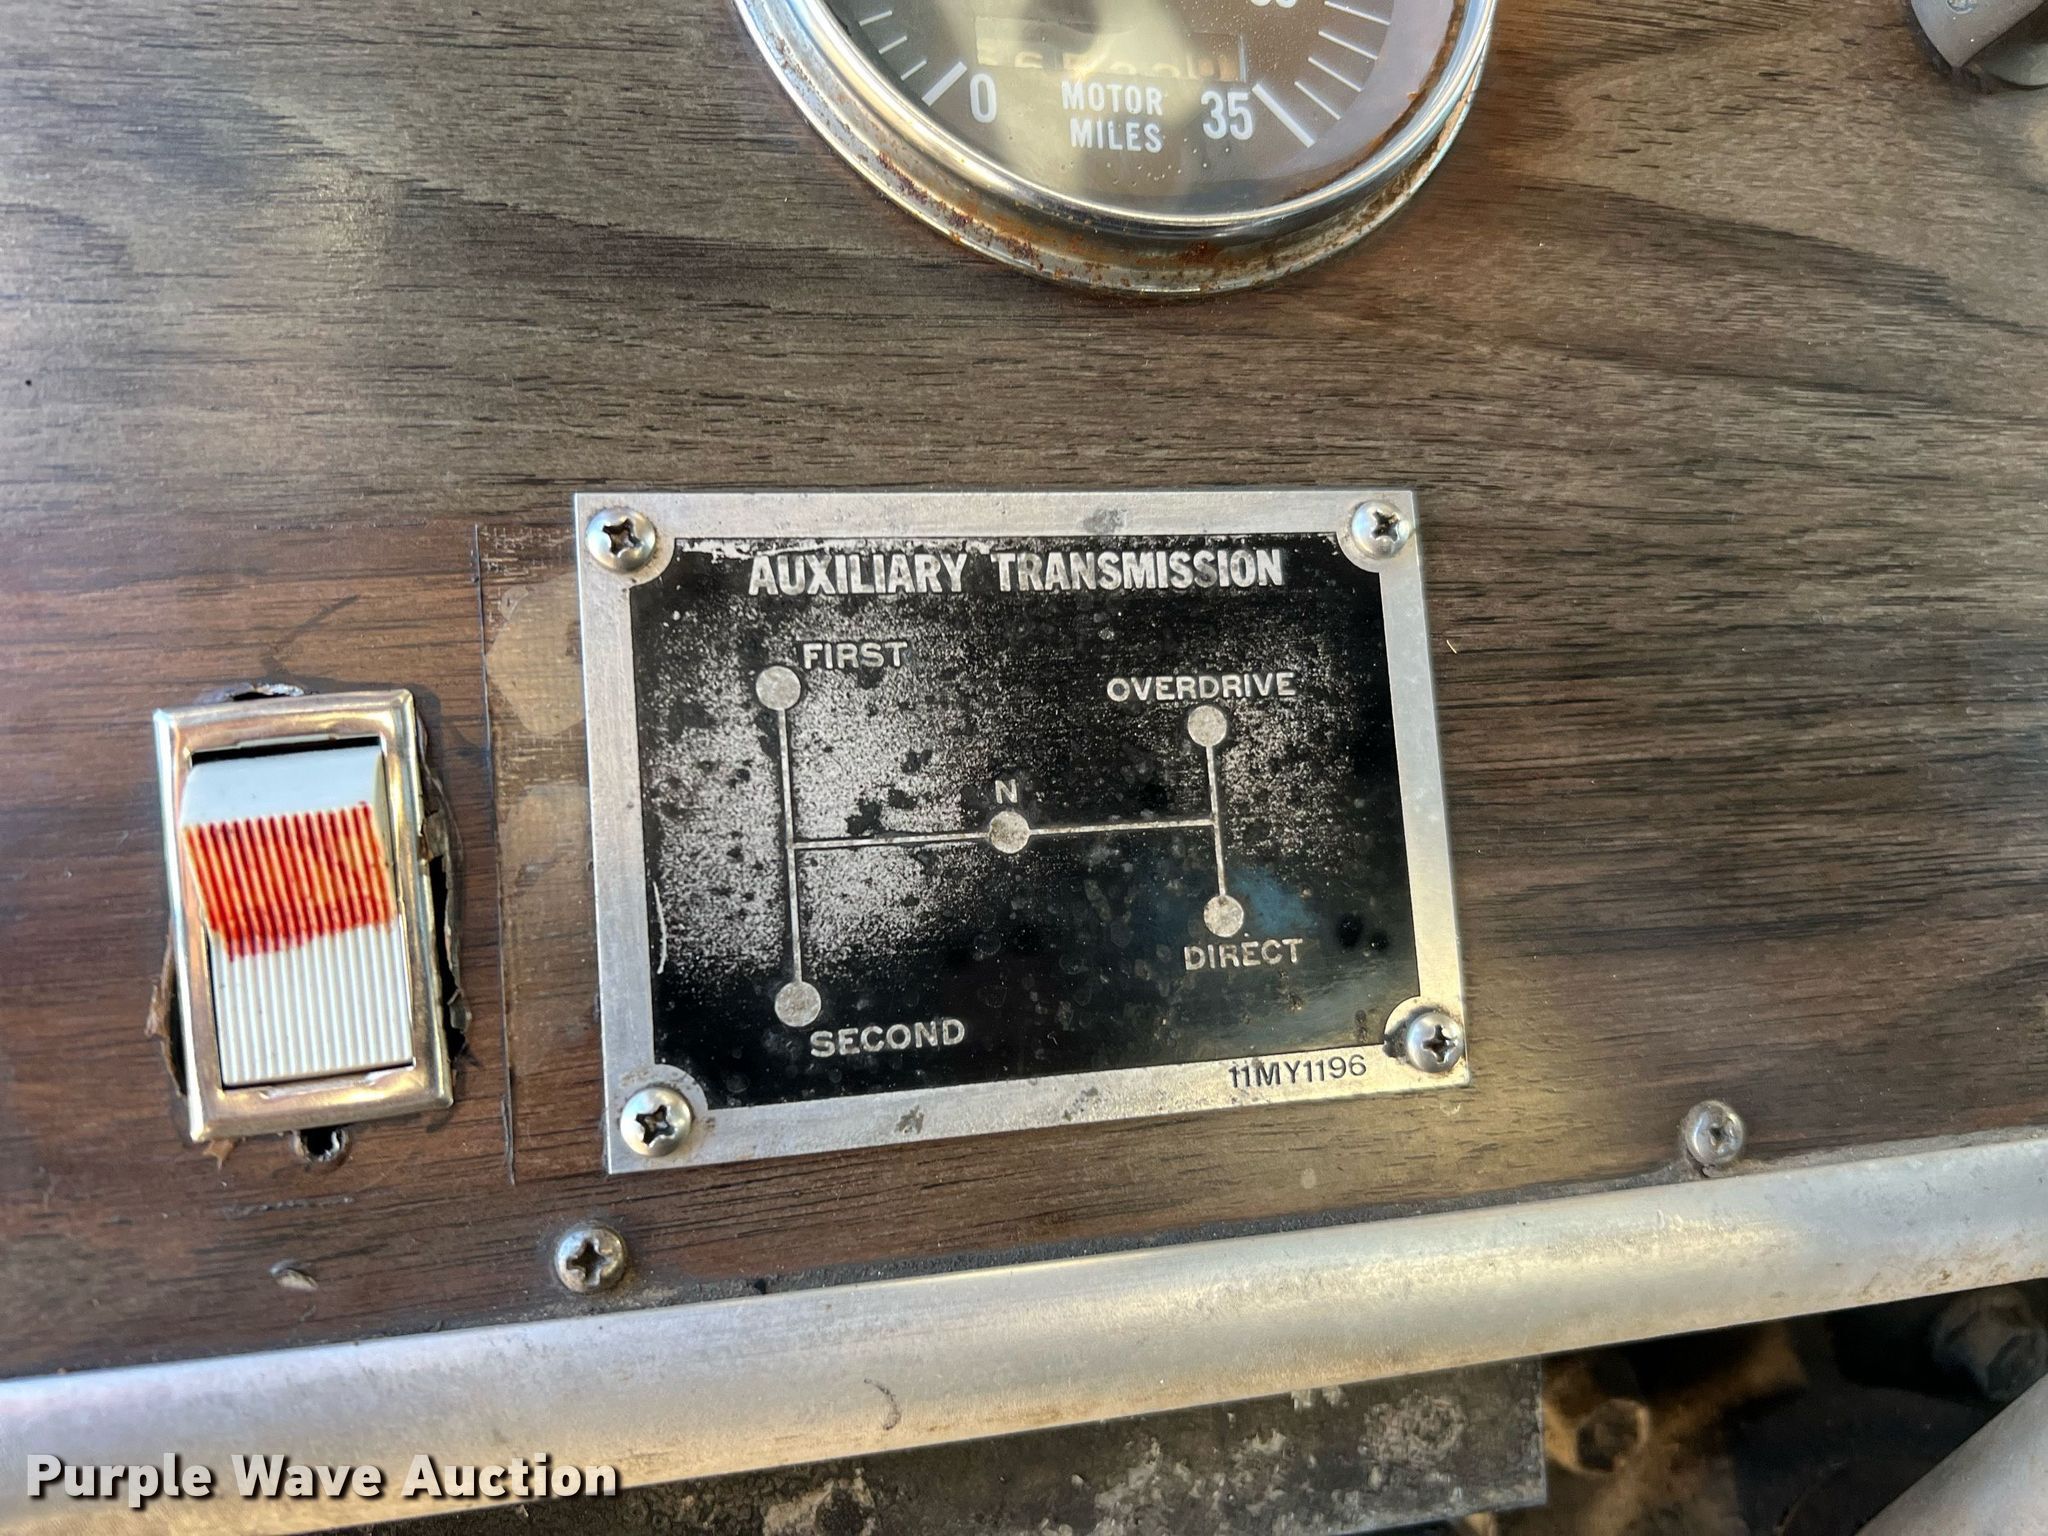 0
MOTOR
MILES
35
AUXILIARY TRANSMISSION
FIRST
OVERDRIVE
N
DIRECT
SECOND
11MY1196
Purple Wave Auction